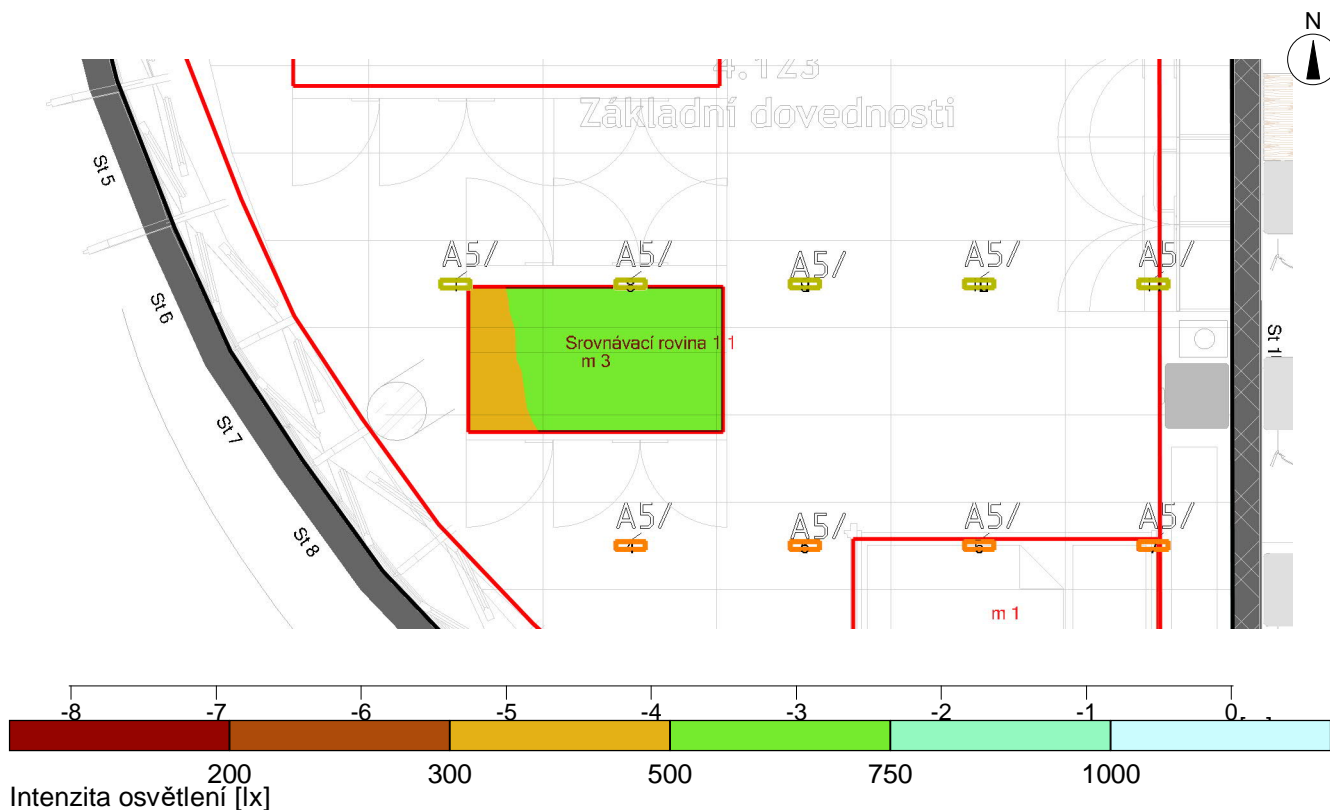 N
4.123
Základní dovednosti
St 5
St 6
St 7
St 8
A5/ A5/ A5/ A5/ A5/
Srovnávací rovina 1 1
m 3
St 1
A5/ A5/ A5/ A5/
m 1
-8 -7 -6 -5 -4 -3 -2 -1 0
200 300 500 750 1000
Intenzita osvětlení [lx]